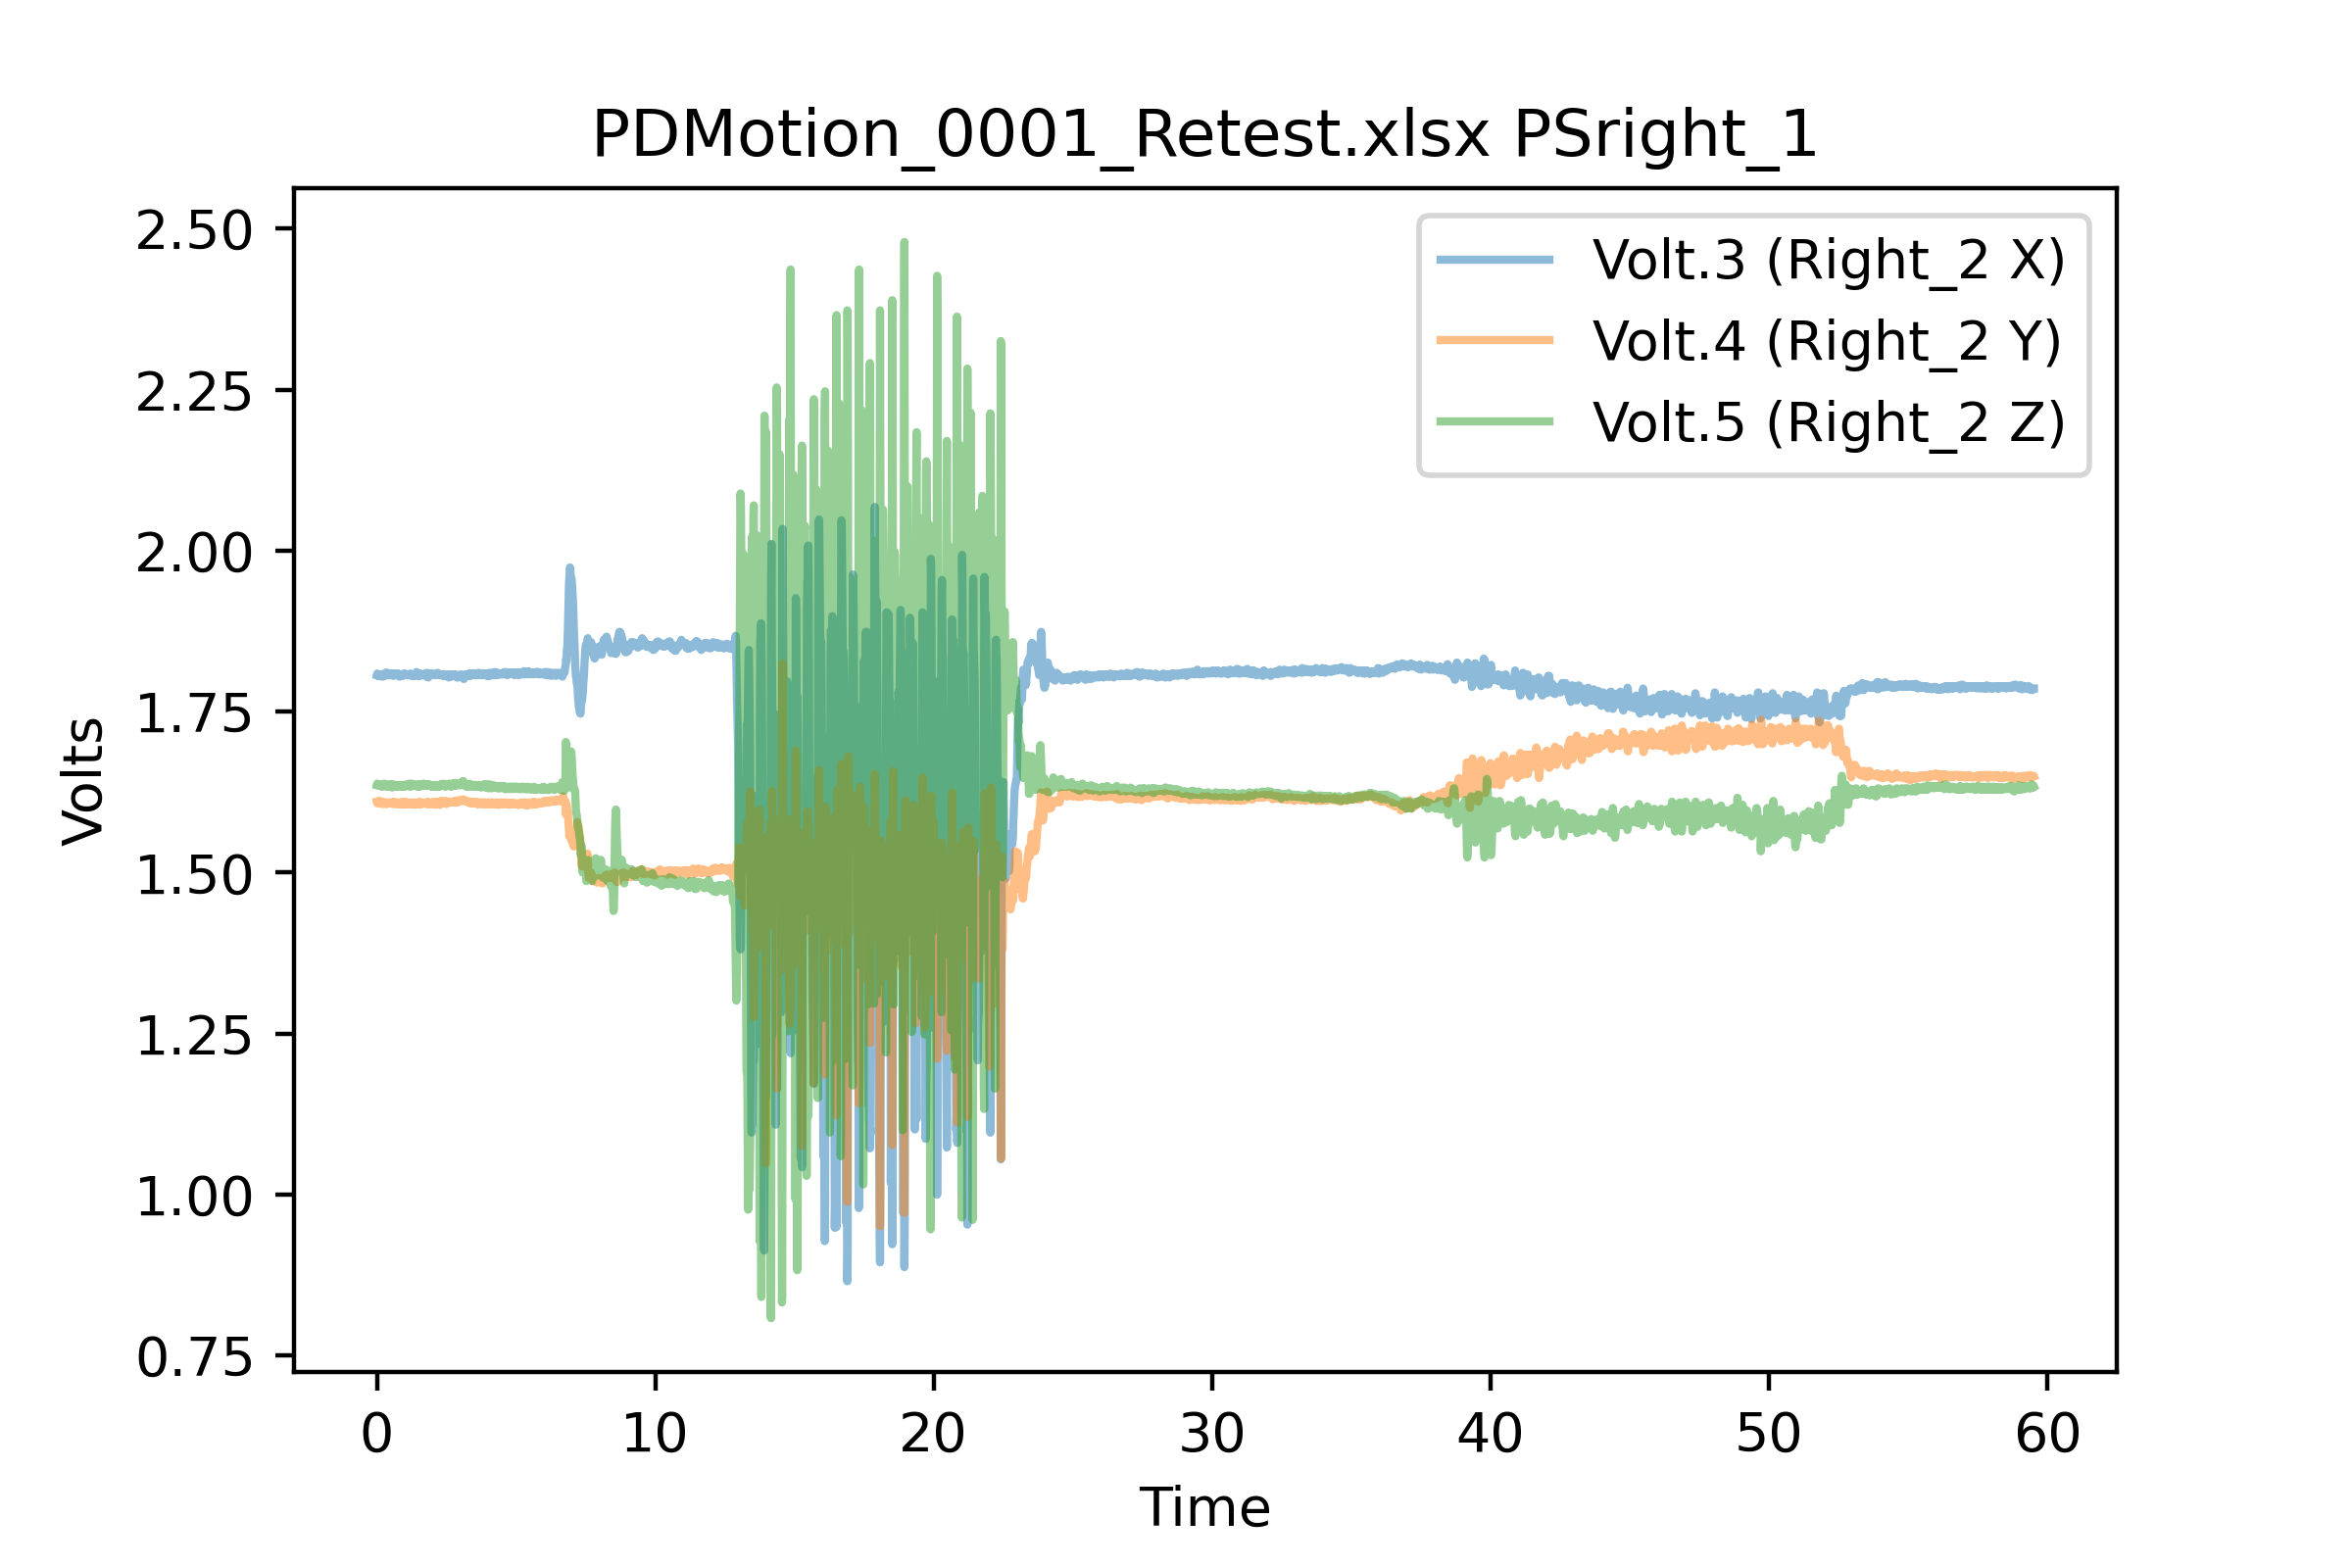 PDMotion_0001_Retest.xlsx PSright_1
Volt.3 (Right_2 X)
Volt.4 (Right_2 Y)
Volt.5 (Right_2 Z)
Volts
2.50
2.25
2.00
1.75
1.50
1.25
1.00
0.75
0 10 20 30 40 50 60
Time